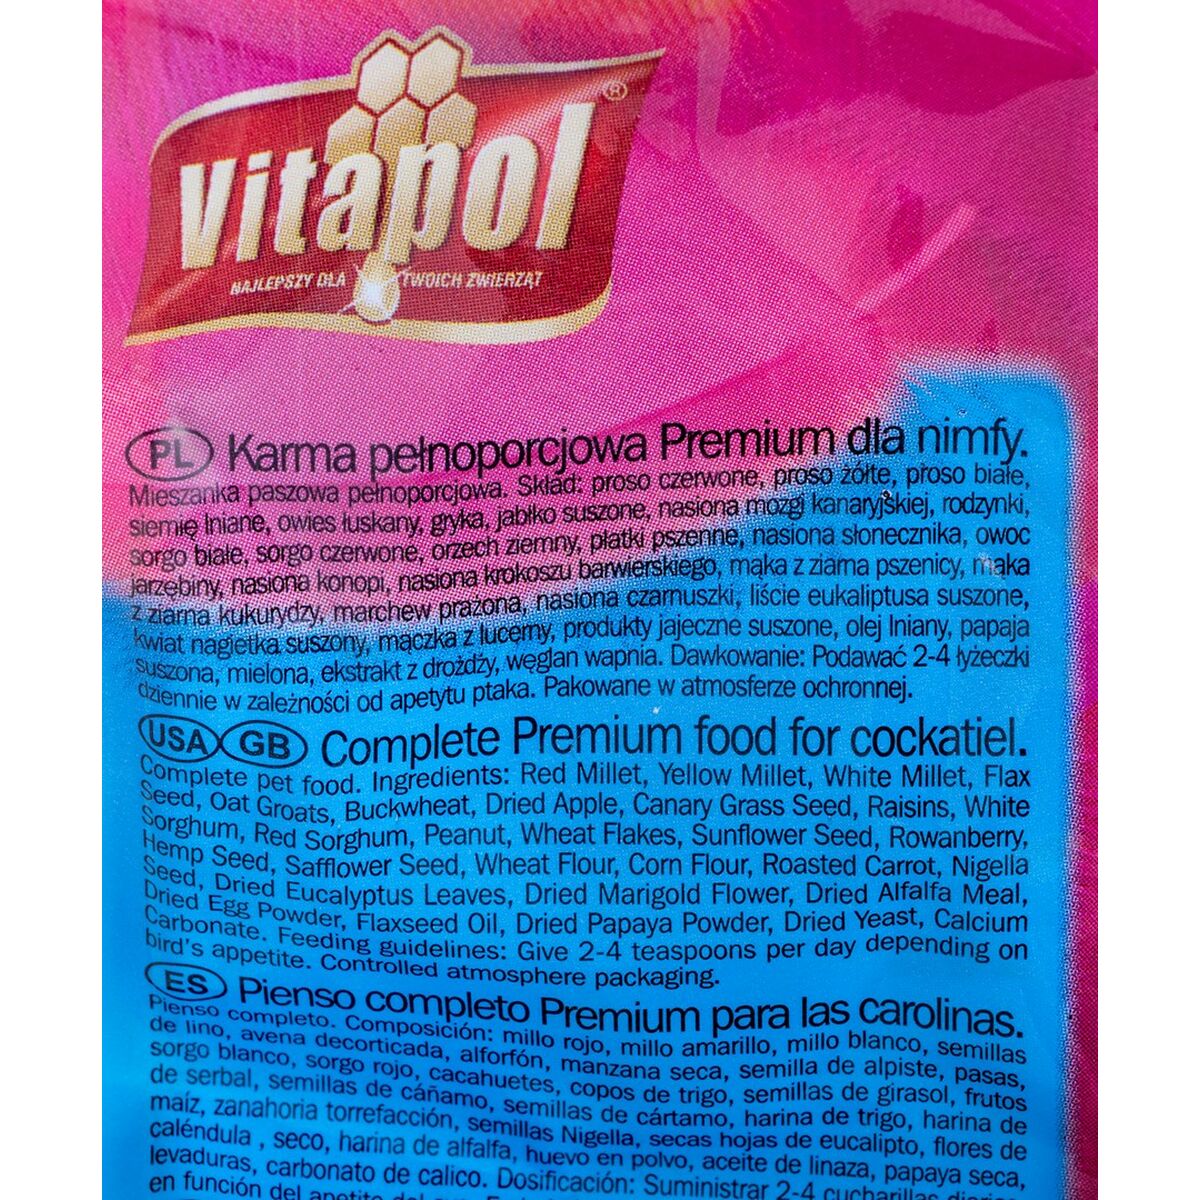 Vitapol®
NAJLEPSZY DLA TWOICH ZWIERZĄT
PL Karma pełnoporcjowa Premium dla nimfy.
Mieszanka paszowa pełnoporcjowa. Skład: proso czerwone, proso żółte, proso białe,
siemię lniane, owies łuskany, gryka, jabłko suszone, nasiona mozgi kanaryjskiej, rodzynki,
sorgo białe, sorgo czerwone, orzech ziemny, płatki pszenne, nasiona słonecznika, owoc
jarzębiny, nasiona konopi, nasiona krokoszu barwierskiego, mąka z ziarna pszenicy, mąka
z ziarna kukurydzy, marchew prażona, nasiona czarnuszki, liście eukaliptusa suszone,
kwiat nagietka suszony, mączka z lucerny, produkty jajeczne suszone, olej lniany, papaja
suszona, mielona, ekstrakt z drożdży, węglan wapnia. Dawkowanie: Podawać 2-4 łyżeczki
dziennie w zależności od apetytu ptaka. Pakowane w atmosferze ochronnej.
USA GB Complete Premium food for cockatiel.
Complete pet food. Ingredients: Red Millet, Yellow Millet, White Millet, Flax
Seed, Oat Groats, Buckwheat, Dried Apple, Canary Grass Seed, Raisins, White
Sorghum, Red Sorghum, Peanut, Wheat Flakes, Sunflower Seed, Rowanberry,
Hemp Seed, Safflower Seed, Wheat Flour, Corn Flour, Roasted Carrot, Nigella
Seed, Dried Eucalyptus Leaves, Dried Marigold Flower, Dried Alfalfa Meal,
Dried Egg Powder, Flaxseed Oil, Dried Papaya Powder, Dried Yeast, Calcium
Carbonate. Feeding guidelines: Give 2-4 teaspoons per day depending on
bird's appetite. Controlled atmosphere packaging.
ES Pienso completo Premium para las carolinas.
Pienso completo. Composición: millo rojo, millo amarillo, millo blanco, semillas
de lino, avena decorticada, alforfón, manzana seca, semilla de alpiste, pasas,
sorgo blanco, sorgo rojo, cacahuetes, copos de trigo, semillas de girasol, frutos
de serbal, semillas de cáñamo, semillas de cártamo, harina de trigo, harina de
maíz, zanahoria torrefacción, semillas Nigella, secas hojas de eucalipto, flores de
caléndula , seco, harina de alfalfa, huevo en polvo, aceite de linaza, papaya seca,
levaduras, carbonato de calico. Dosificación: Suministrar 2-4 cucharillas
en función del apetito del